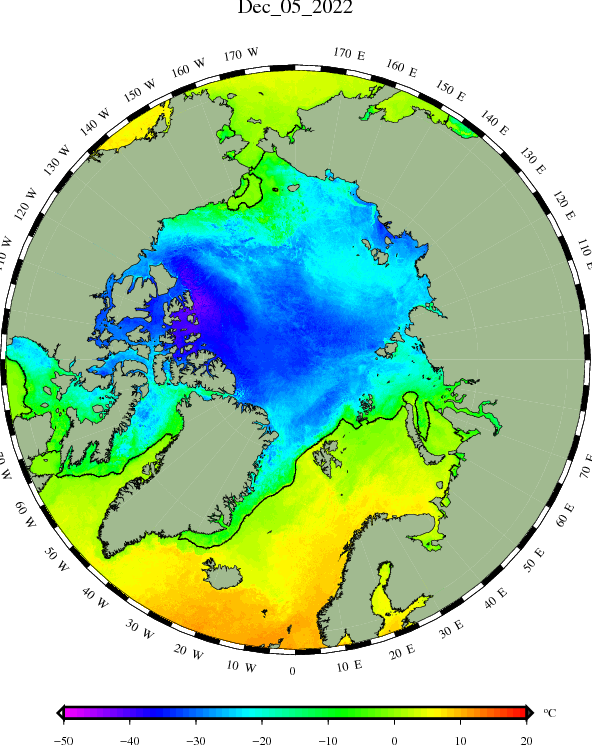 Dec_05_2022
170 W
170 E
160 W
160 E
150 W
150 E
140 W
140 E
130 W
130 E
120 W
120 E
110 E
70 E
60 W
60 E
50 W
50 E
40 W
40 E
30 W
30 E
20 W
20 E
10 W
0
10 E
°C
−50 −40 −30 −20 −10 0 10 20